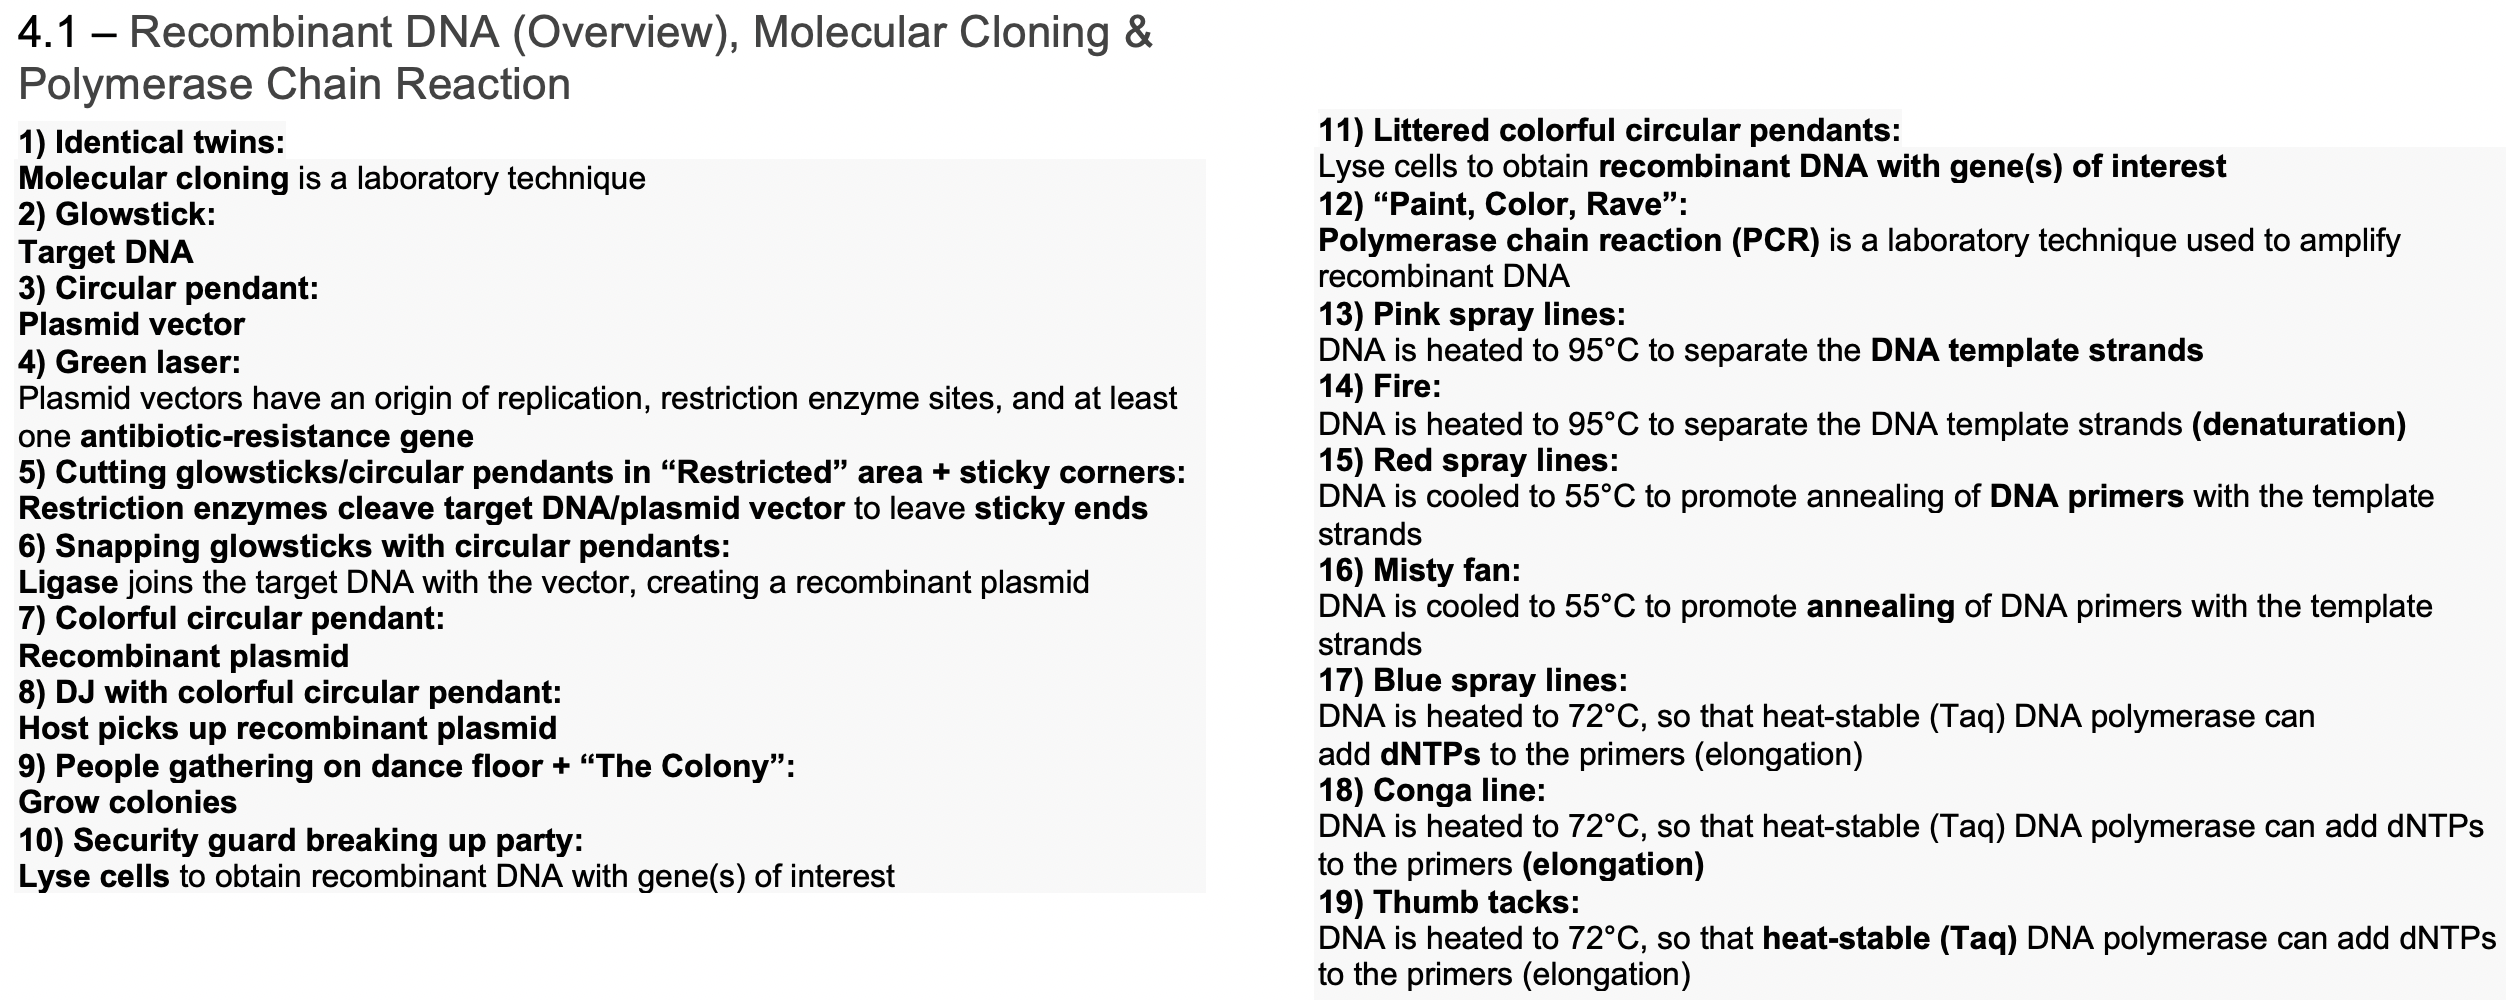 4.1 – Recombinant DNA (Overview), Molecular Cloning &
Polymerase Chain Reaction
1) Identical twins:
Molecular cloning is a laboratory technique
2) Glowstick:
Target DNA
3) Circular pendant:
Plasmid vector
4) Green laser:
Plasmid vectors have an origin of replication, restriction enzyme sites, and at least
one antibiotic-resistance gene
5) Cutting glowsticks/circular pendants in “Restricted” area + sticky corners:
Restriction enzymes cleave target DNA/plasmid vector to leave sticky ends
6) Snapping glowsticks with circular pendants:
Ligase joins the target DNA with the vector, creating a recombinant plasmid
7) Colorful circular pendant:
Recombinant plasmid
8) DJ with colorful circular pendant:
Host picks up recombinant plasmid
9) People gathering on dance floor + “The Colony”:
Grow colonies
10) Security guard breaking up party:
Lyse cells to obtain recombinant DNA with gene(s) of interest
11) Littered colorful circular pendants:
Lyse cells to obtain recombinant DNA with gene(s) of interest
12) “Paint, Color, Rave”:
Polymerase chain reaction (PCR) is a laboratory technique used to amplify
recombinant DNA
13) Pink spray lines:
DNA is heated to 95°C to separate the DNA template strands
14) Fire:
DNA is heated to 95°C to separate the DNA template strands (denaturation)
15) Red spray lines:
DNA is cooled to 55°C to promote annealing of DNA primers with the template
strands
16) Misty fan:
DNA is cooled to 55°C to promote annealing of DNA primers with the template
strands
17) Blue spray lines:
DNA is heated to 72°C, so that heat-stable (Taq) DNA polymerase can
add dNTPs to the primers (elongation)
18) Conga line:
DNA is heated to 72°C, so that heat-stable (Taq) DNA polymerase can add dNTPs
to the primers (elongation)
19) Thumb tacks:
DNA is heated to 72°C, so that heat-stable (Taq) DNA polymerase can add dNTPs
to the primers (elongation)